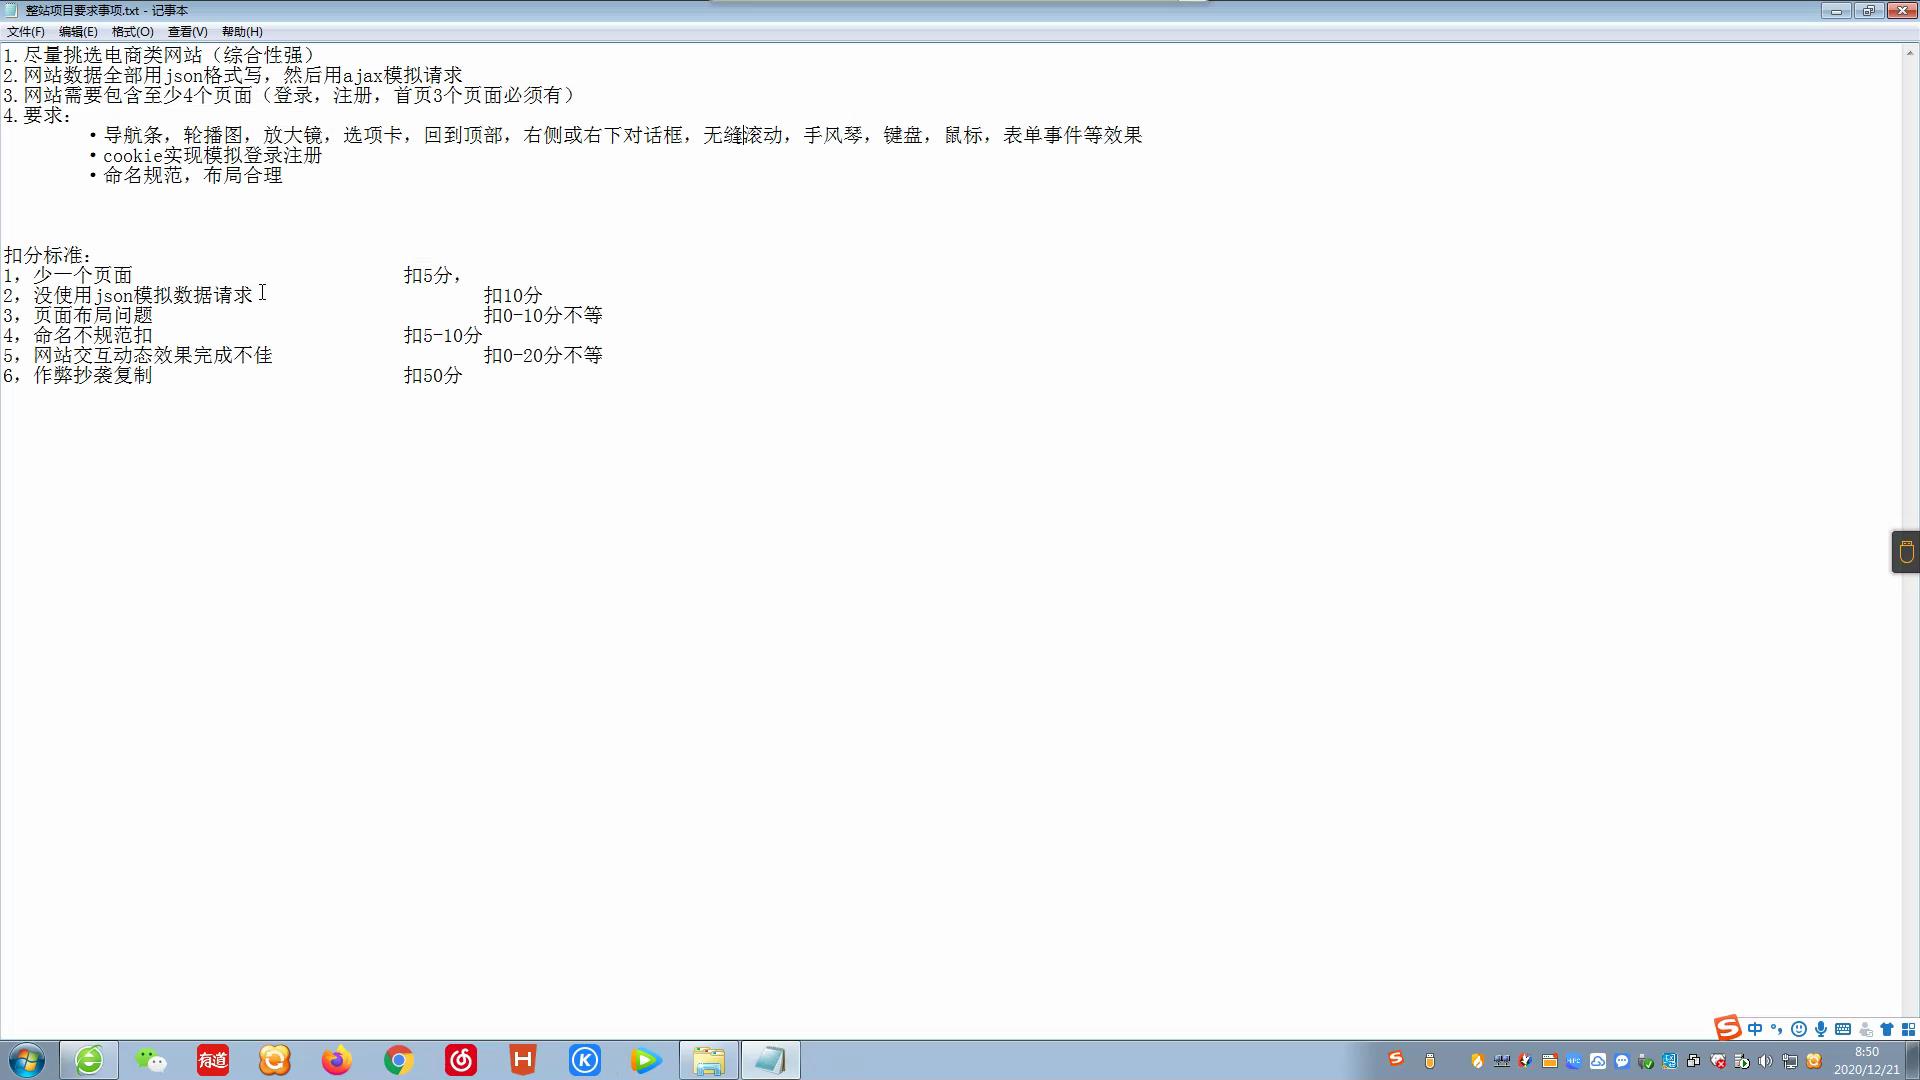 整站项目要求事项.txt - 记事本
文件(F) 编辑(E) 格式(O) 查看(V) 帮助(H)
1.尽量挑选电商类网站（综合性强）
2.网站数据全部用json格式写，然后用ajax模拟请求
3.网站需要包含至少4个页面（登录，注册，首页3个页面必须有）
4.要求：
•导航条，轮播图，放大镜，选项卡，回到顶部，右侧或右下对话框，无缝滚动，手风琴，键盘，鼠标，表单事件等效果
•cookie实现模拟登录注册
•命名规范，布局合理
扣分标准：
1，少一个页面 扣5分，
2，没使用json模拟数据请求 扣10分
3，页面布局问题 扣0-10分不等
4，命名不规范扣 扣5-10分
5，网站交互动态效果完成不佳 扣0-20分不等
6，作弊抄袭复制 扣50分
中
有道
H
K
8:50
2020/12/21